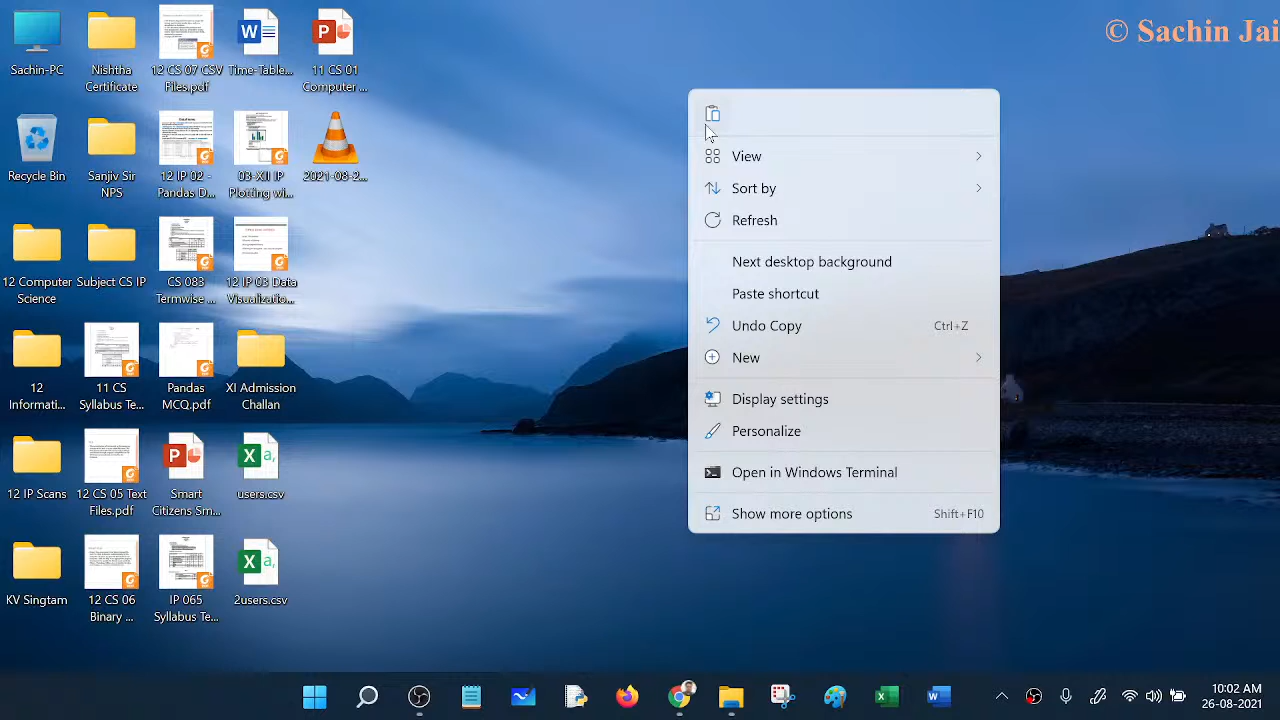 © Sachin Jai
Sachin-PC
Nishtha
Certificate
12 CS 07 CSV
Files.pdf
Time-Table...
11 CS 01
Computer ...
Recycle Bin
Sanjiv Sir
NPS
12 IP 02 -
Pandas D...
03-XII IP
Plotting wi...
2021-08-2...
12 Computer
Science
Subject CS IP
CS 083
Termwise ...
12 IP 03 Data
Visualizatio...
12
Informati...
11 CS
Syllabus Te...
Pandas
MCQ.pdf
XI Admission
Challan
12 IP Scans
12 CS 05 Text
Files.pdf
Smart
Citizens Sm...
users.csv
KV Singtam
12 CS 06
Binary ...
IP 065
Syllabus Te...
2users.csv
View
Sort by
Refresh
Next desktop background
Paste shortcut
Undo Copy
New
Display settings
Personalize
Open in Windows Terminal
Show more options Shift+F10
10:02 AM
26-08-2021